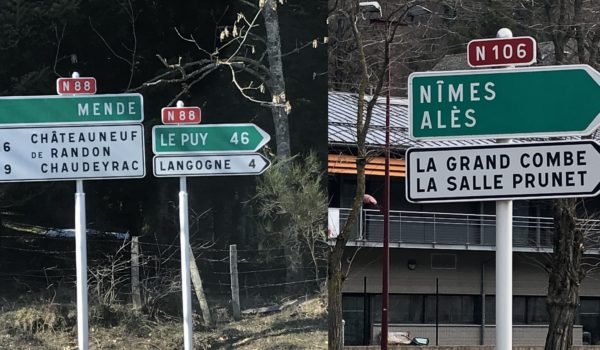 N 88
MENDE
6 CHÂTEAUNEUF
DE RANDON
9 CHAUDEYRAC
N 88
LE PUY 46
LANGOGNE 4
N 106
NÎMES
ALÈS
LA GRAND COMBE
LA SALLE PRUNET